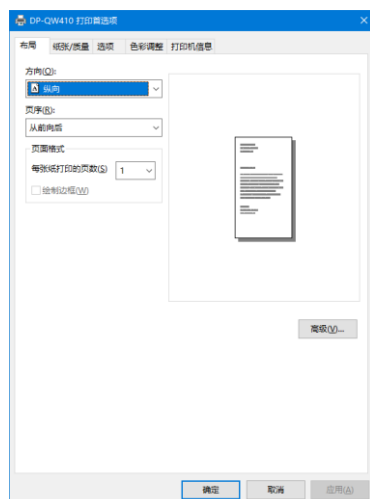 DP-QW410 打印首选项
布局 纸张/质量 选项 色彩调整 打印机信息
方向(O):
纵向
页序(R):
从前向后
页面格式
每张纸打印的页数(S) 1
绘制边框(W)
高级(V)...
确定 取消 应用(A)